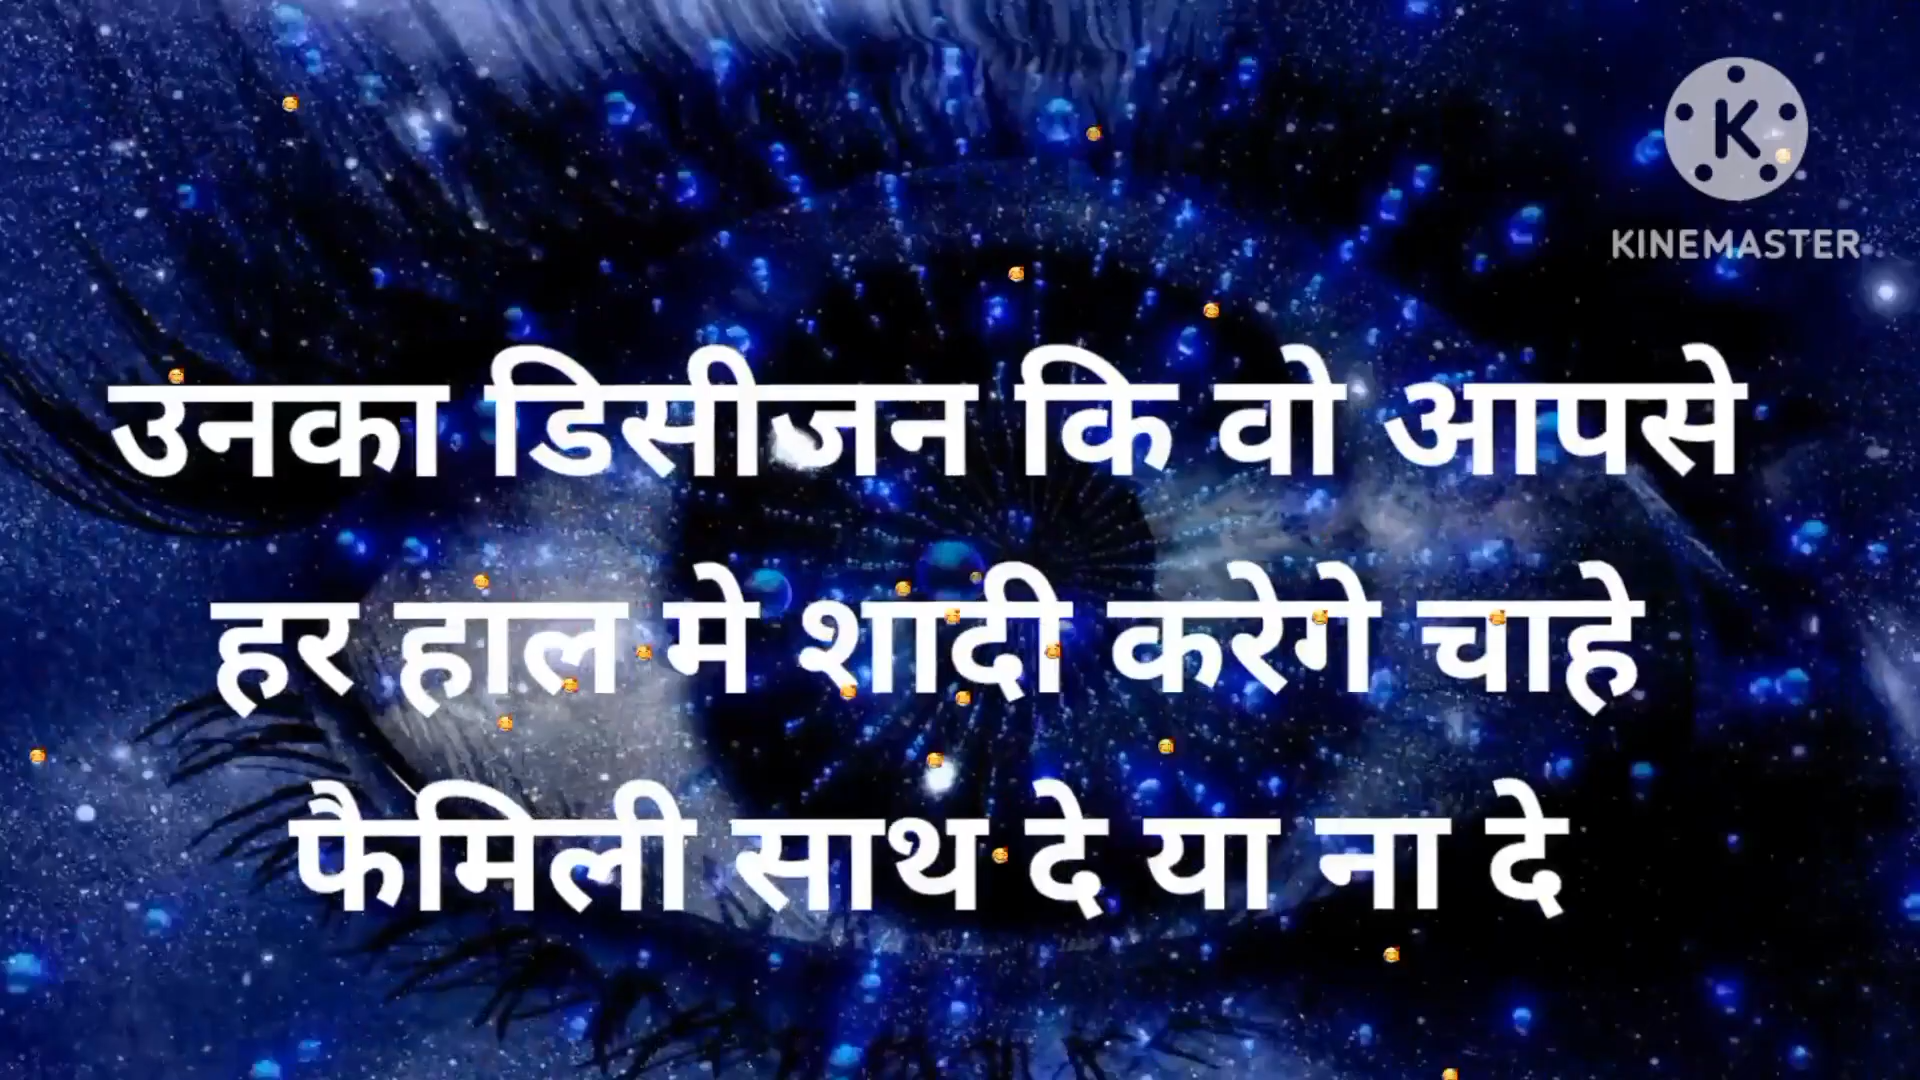 KINEMASTER
उनका डिसीजन कि वो आपसे
हर हाल मे शादी करेगे चाहे
फैमिली साथ दे या ना दे